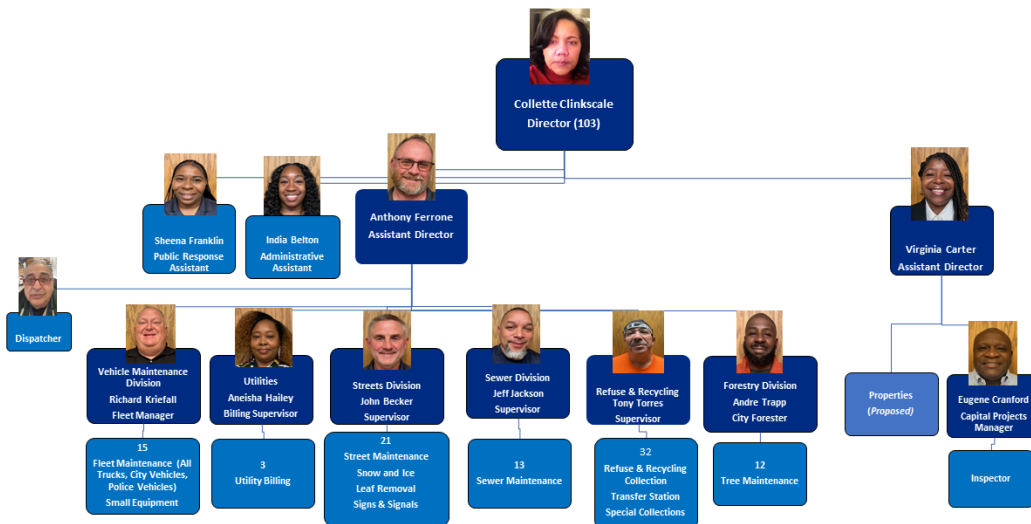 Collette Clinkscale
Director (103)
Sheena Franklin
Public Response
Assistant
India Belton
Administrative
Assistant
Anthony Ferrone
Assistant Director
Virginia Carter
Assistant Director
Dispatcher
Vehicle Maintenance
Division
Richard Kriefall
Fleet Manager
Utilities
Aneisha Hailey
Billing Supervisor
Streets Division
John Becker
Supervisor
Sewer Division
Jeff Jackson
Supervisor
Refuse & Recycling
Tony Torres
Supervisor
Forestry Division
Andre Trapp
City Forester
Properties
(Proposed)
Eugene Cranford
Capital Projects
Manager
15
Fleet Maintenance (All
Trucks, City Vehicles,
Police Vehicles)
Small Equipment
3
Utility Billing
21
Street Maintenance
Snow and Ice
Leaf Removal
Signs & Signals
13
Sewer Maintenance
32
Refuse & Recycling
Collection
Transfer Station
Special Collections
12
Tree Maintenance
Inspector